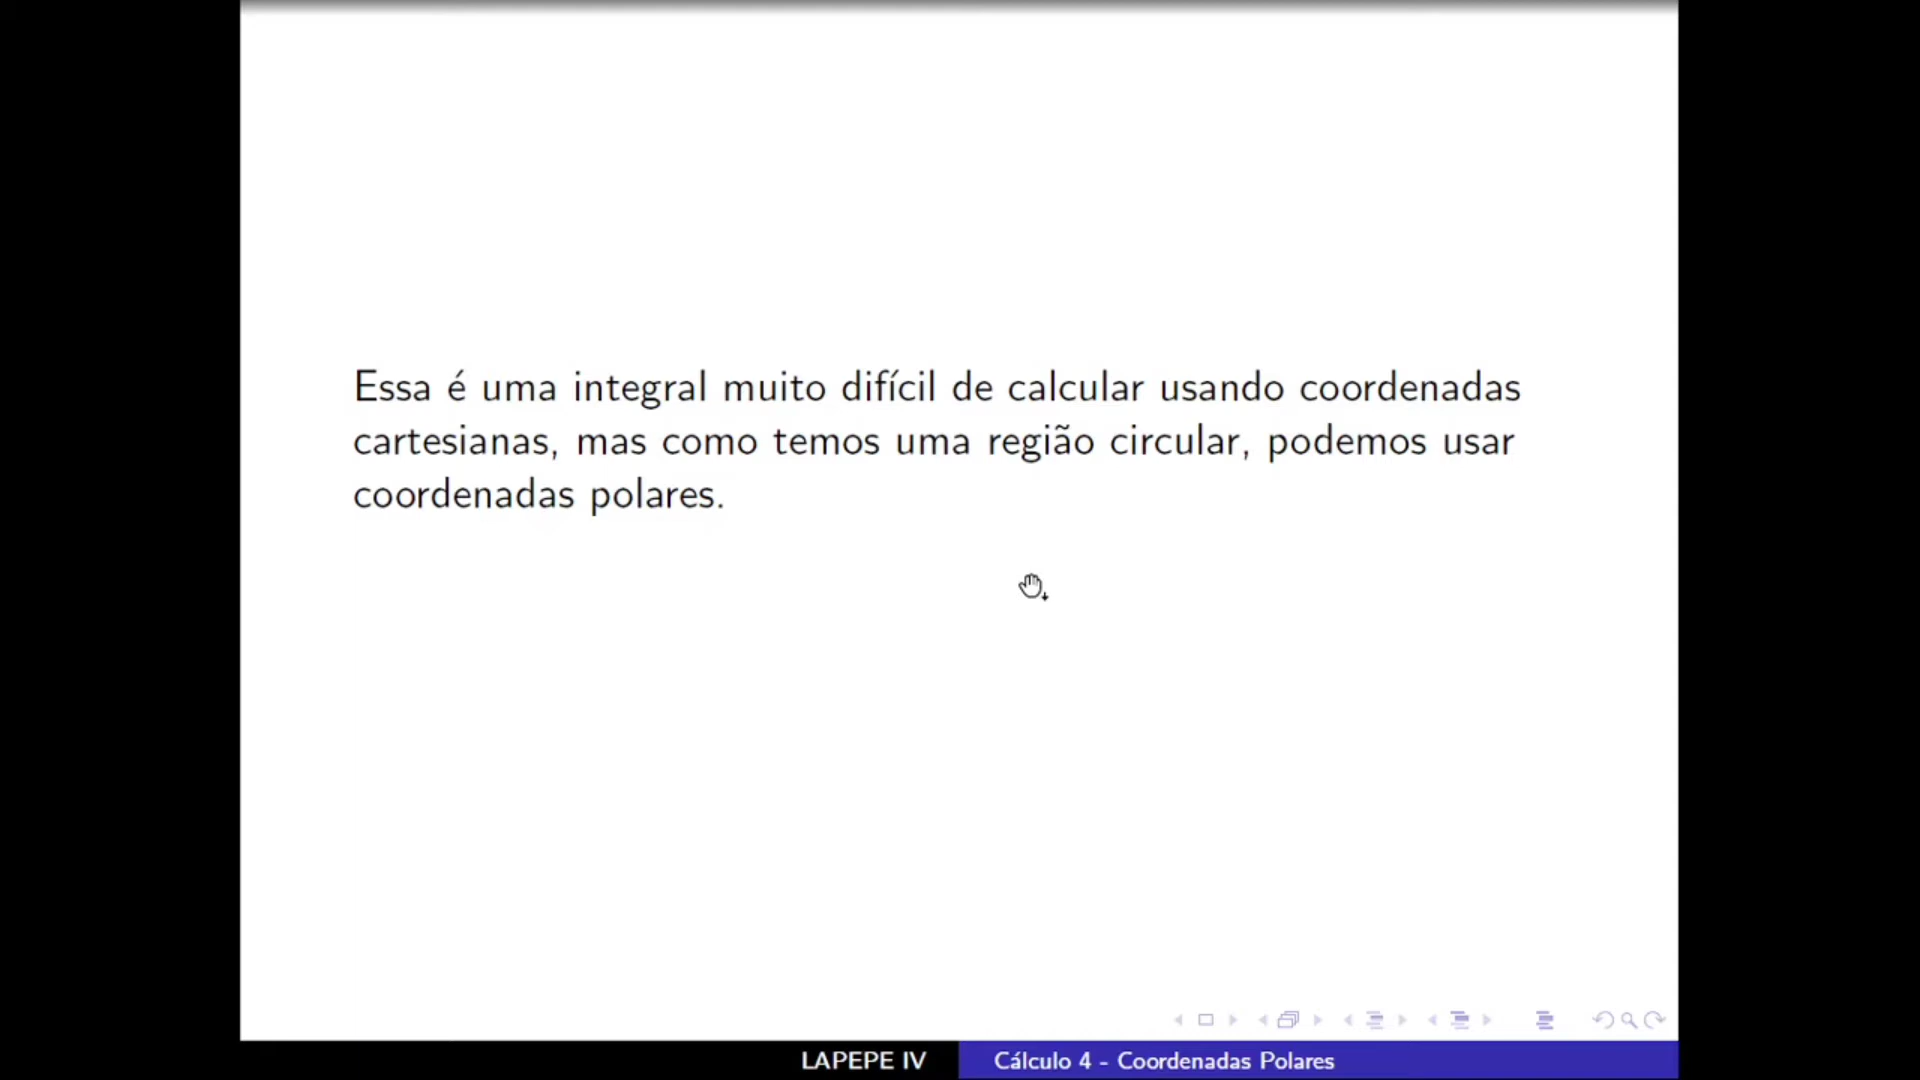 Essa é uma integral muito difícil de calcular usando coordenadas
cartesianas, mas como temos uma região circular, podemos usar
coordenadas polares.
LAPEPE IV
Cálculo 4 - Coordenadas Polares